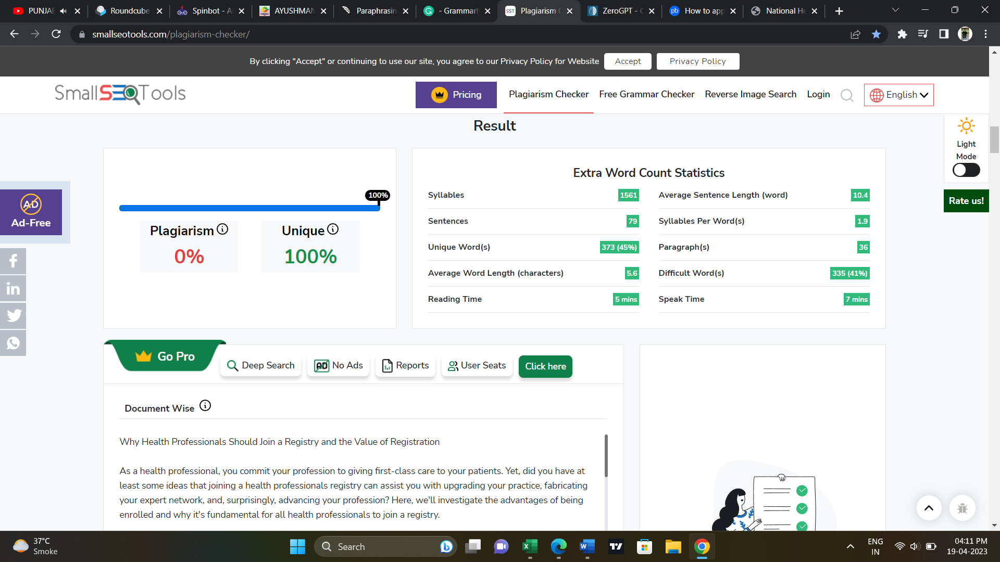 PUNJAB
Roundcube
Spinbot - A
AYUSHMAN
Paraphrasin
- Grammarly
Plagiarism C
ZeroGPT - C
How to app
National He
smallseotools.com/plagiarism-checker/
By clicking "Accept" or continuing to use our site, you agree to our Privacy Policy for Website
Accept
Privacy Policy
SmallSEOTools
Pricing
Plagiarism Checker
Free Grammar Checker
Reverse Image Search
Login
English
Result
Light
Mode
Rate us!
AD
Ad-Free
100%
Plagiarism
0%
Unique
100%
Extra Word Count Statistics
Syllables 1561
Average Sentence Length (word) 10.4
Sentences 79
Syllables Per Word(s) 1.9
Unique Word(s) 373 (45%)
Paragraph(s) 36
Average Word Length (characters) 5.6
Difficult Word(s) 335 (41%)
Reading Time 5 mins
Speak Time 7 mins
Go Pro
Deep Search
AD No Ads
Reports
User Seats
Click here
Document Wise
Why Health Professionals Should Join a Registry and the Value of Registration
As a health professional, you commit your profession to giving first-class care to your patients. Yet, did you have at
least some ideas that joining a health professionals registry can assist you with upgrading your practice, fabricating
your expert network, and, surprisingly, advancing your profession? Here, we'll investigate the advantages of being
enrolled and why it's fundamental for all health professionals to join a registry.
37°C
Smoke
Search
ENG
IN
04:11 PM
19-04-2023